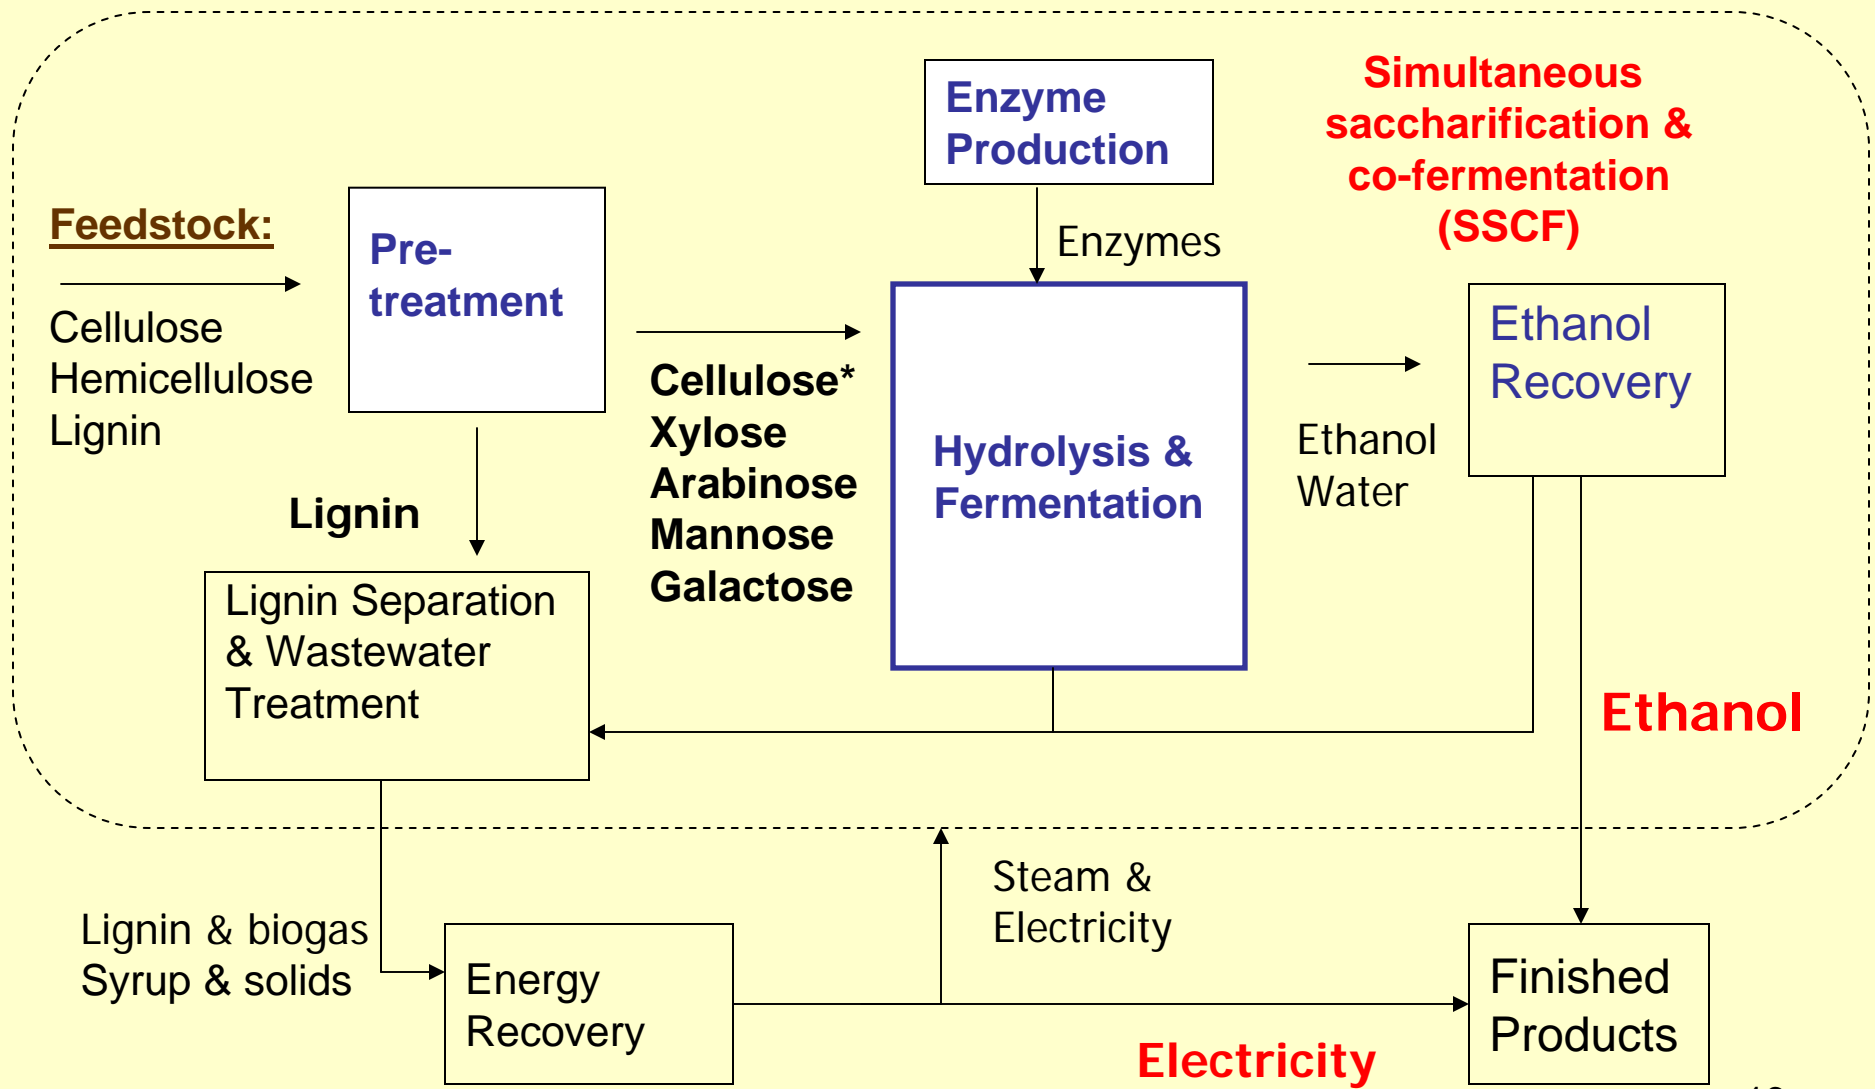 Simultaneous
saccharification &
co-fermentation
(SSCF)
Enzyme
Production
Enzymes
Feedstock:
Cellulose
Hemicellulose
Lignin
Pre-
treatment
Cellulose*
Xylose
Arabinose
Mannose
Galactose
Hydrolysis &
Fermentation
Ethanol
Water
Ethanol
Recovery
Lignin
Lignin Separation
& Wastewater
Treatment
Ethanol
Lignin & biogas
Syrup & solids
Energy
Recovery
Steam &
Electricity
Electricity
Finished
Products